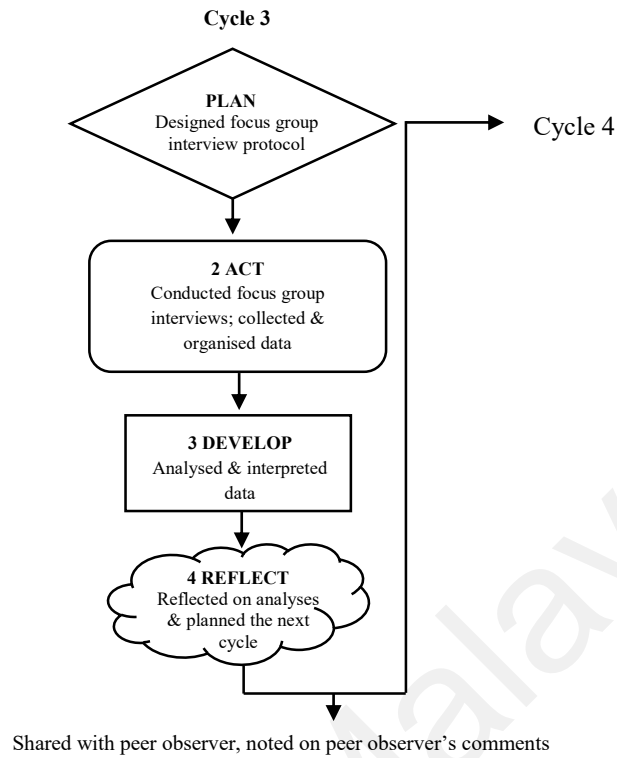 Cycle 3
PLAN
Designed focus group
interview protocol
Cycle 4
2 ACT
Conducted focus group
interviews; collected &
organised data
3 DEVELOP
Analysed & interpreted
data
4 REFLECT
Reflected on analyses
& planned the next
cycle
Shared with peer observer, noted on peer observer’s comments